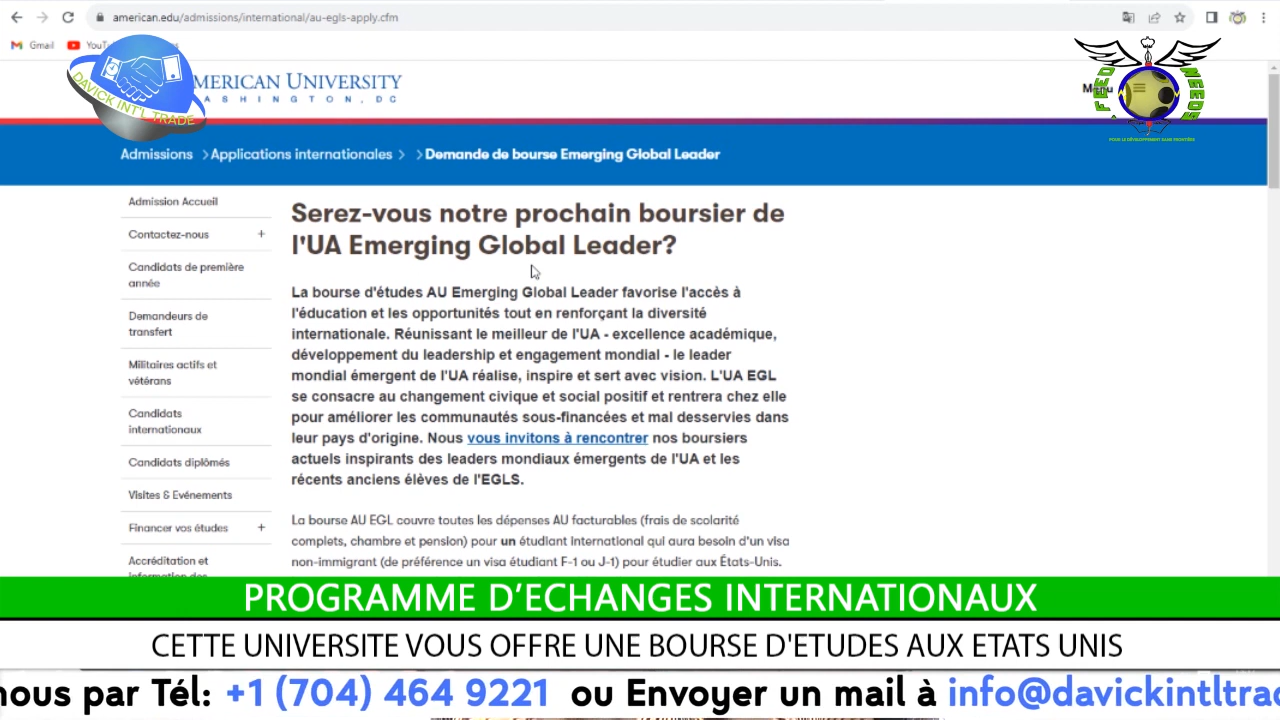 american.edu/admissions/international/au-egls-apply.cfm
Gmail
DAVICK INT'L TRADE
AMERICAN UNIVERSITY
WASHINGTON, DC
FEED NEEDS
POUR LE DÉVELOPPEMENT SANS FRONTIÈRE
Admissions > Applications internationales > > Demande de bourse Emerging Global Leader
Admission Accueil
Contactez-nous +
Candidats de première
année
Demandeurs de
transfert
Militaires actifs et
vétérans
Candidats
internationaux
Candidats diplômés
Visites & Evénements
Financer vos études +
Accréditation et
information des
Serez-vous notre prochain boursier de
l'UA Emerging Global Leader?
La bourse d'études AU Emerging Global Leader favorise l'accès à
l'éducation et les opportunités tout en renforçant la diversité
internationale. Réunissant le meilleur de l'UA - excellence académique,
développement du leadership et engagement mondial - le leader
mondial émergent de l'UA réalise, inspire et sert avec vision. L'UA EGL
se consacre au changement civique et social positif et rentrera chez elle
pour améliorer les communautés sous-financées et mal desservies dans
leur pays d'origine. Nous vous invitons à rencontrer nos boursiers
actuels inspirants des leaders mondiaux émergents de l'UA et les
récents anciens élèves de l'EGLS.
La bourse AU EGL couvre toutes les dépenses AU facturables (frais de scolarité
complets, chambre et pension) pour un étudiant international qui aura besoin d'un visa
non-immigrant (de préférence un visa étudiant F-1 ou J-1) pour étudier aux États-Unis.
PROGRAMME D'ECHANGES INTERNATIONAUX
CETTE UNIVERSITE VOUS OFFRE UNE BOURSE D'ETUDES AUX ETATS UNIS
nous par Tél: +1 (704) 464 9221 ou Envoyer un mail à info@davickintltrad